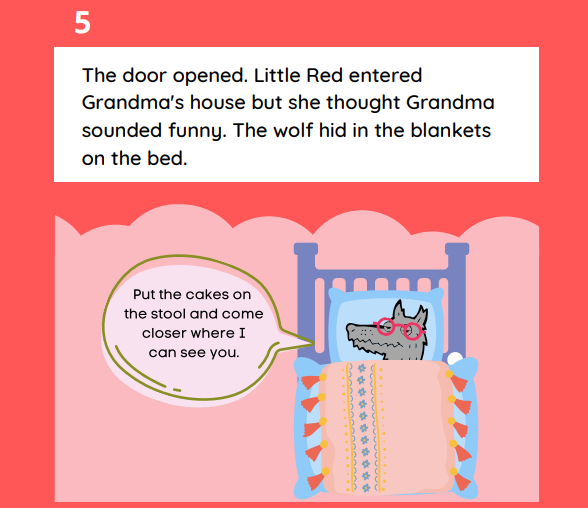 5
The door opened. Little Red entered
Grandma's house but she thought Grandma
sounded funny. The wolf hid in the blankets
on the bed.
Put the cakes on
the stool and come
closer where I
can see you.